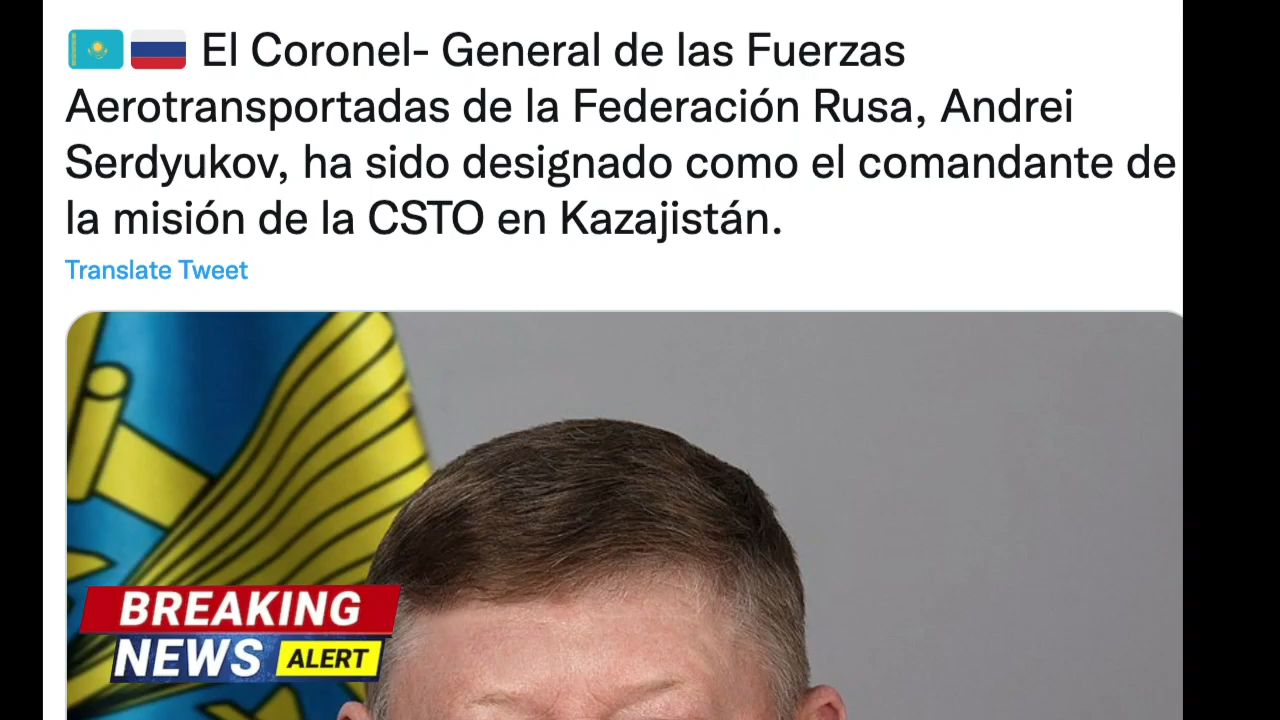 🇰🇿🇷🇺 El Coronel- General de las Fuerzas
Aerotransportadas de la Federación Rusa, Andrei
Serdyukov, ha sido designado como el comandante de
la misión de la CSTO en Kazajistán.
Translate Tweet
BREAKING
NEWS ALERT